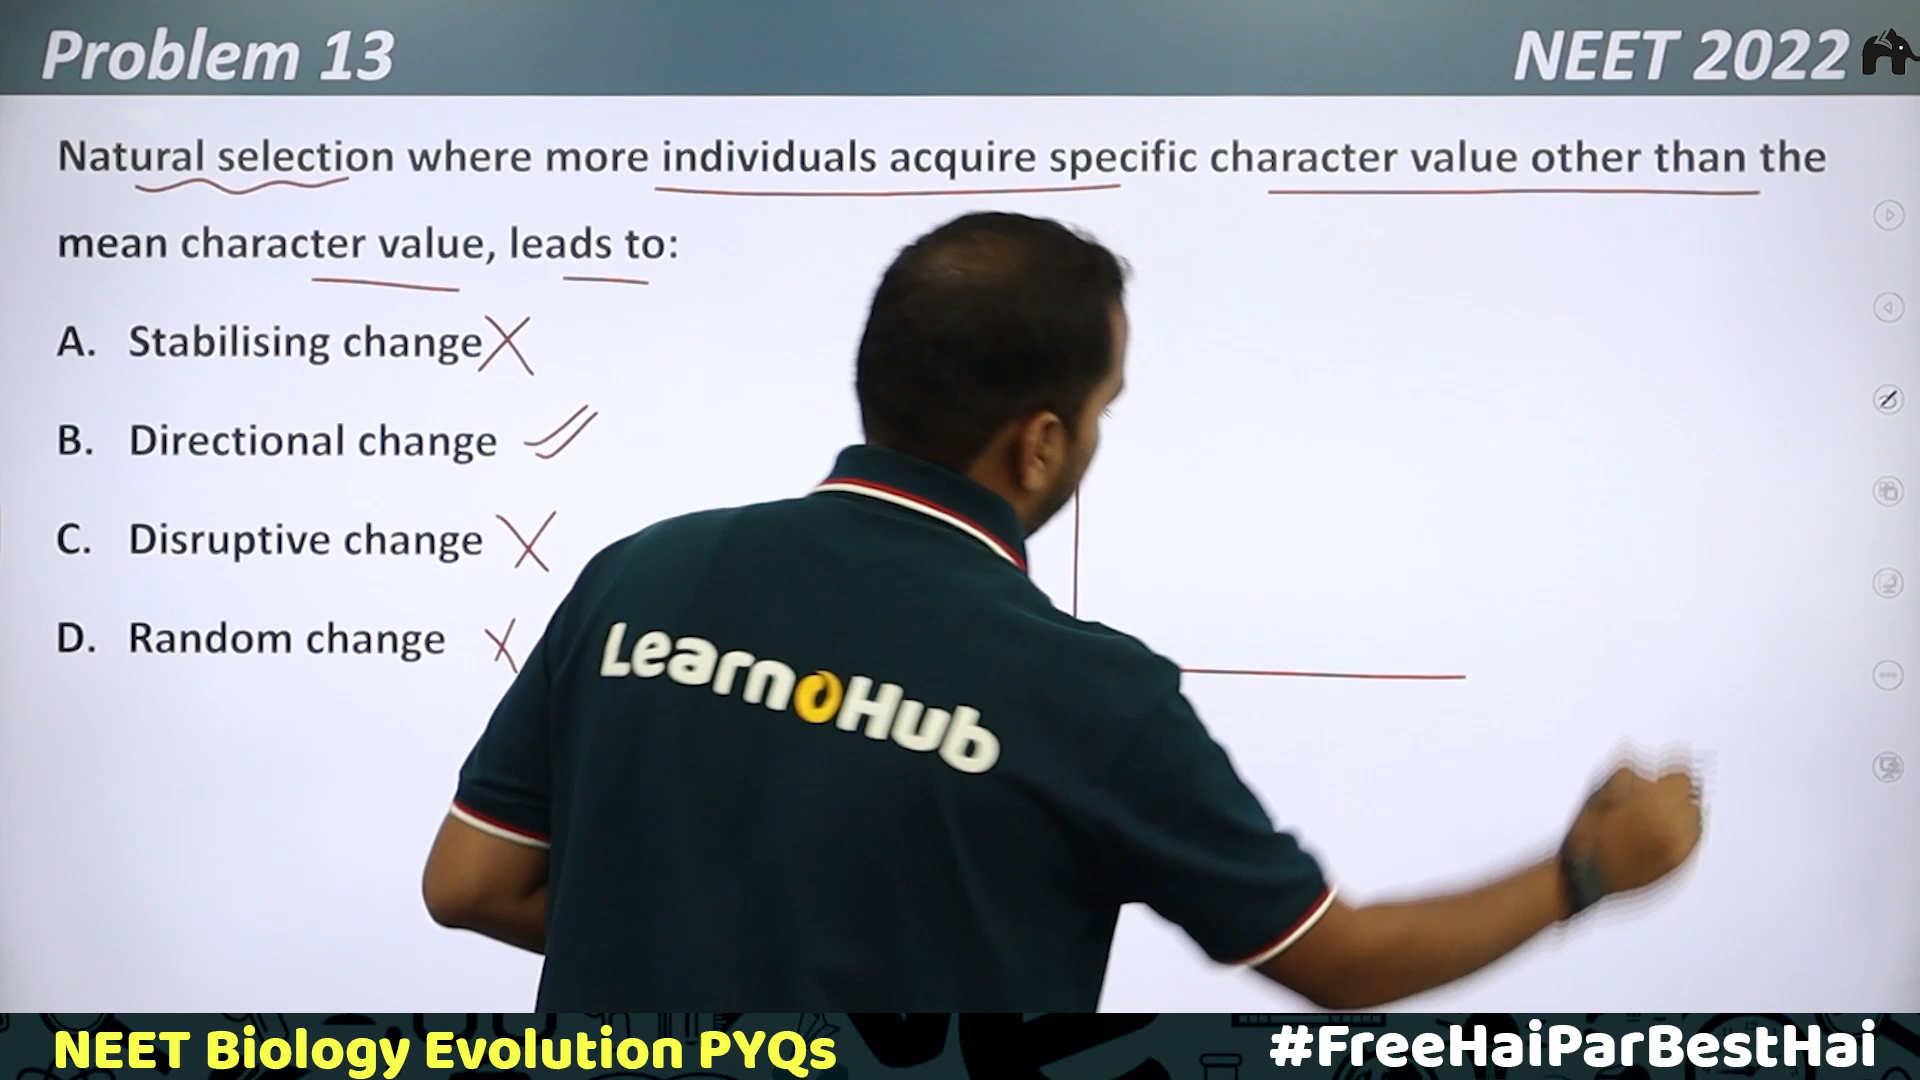 Problem 13
NEET 2022
Natural selection where more individuals acquire specific character value other than the
mean character value, leads to:
A. Stabilising change
B. Directional change
C. Disruptive change
D. Random change
LearnoHub
NEET Biology Evolution PYQs
#FreeHaiParBestHai